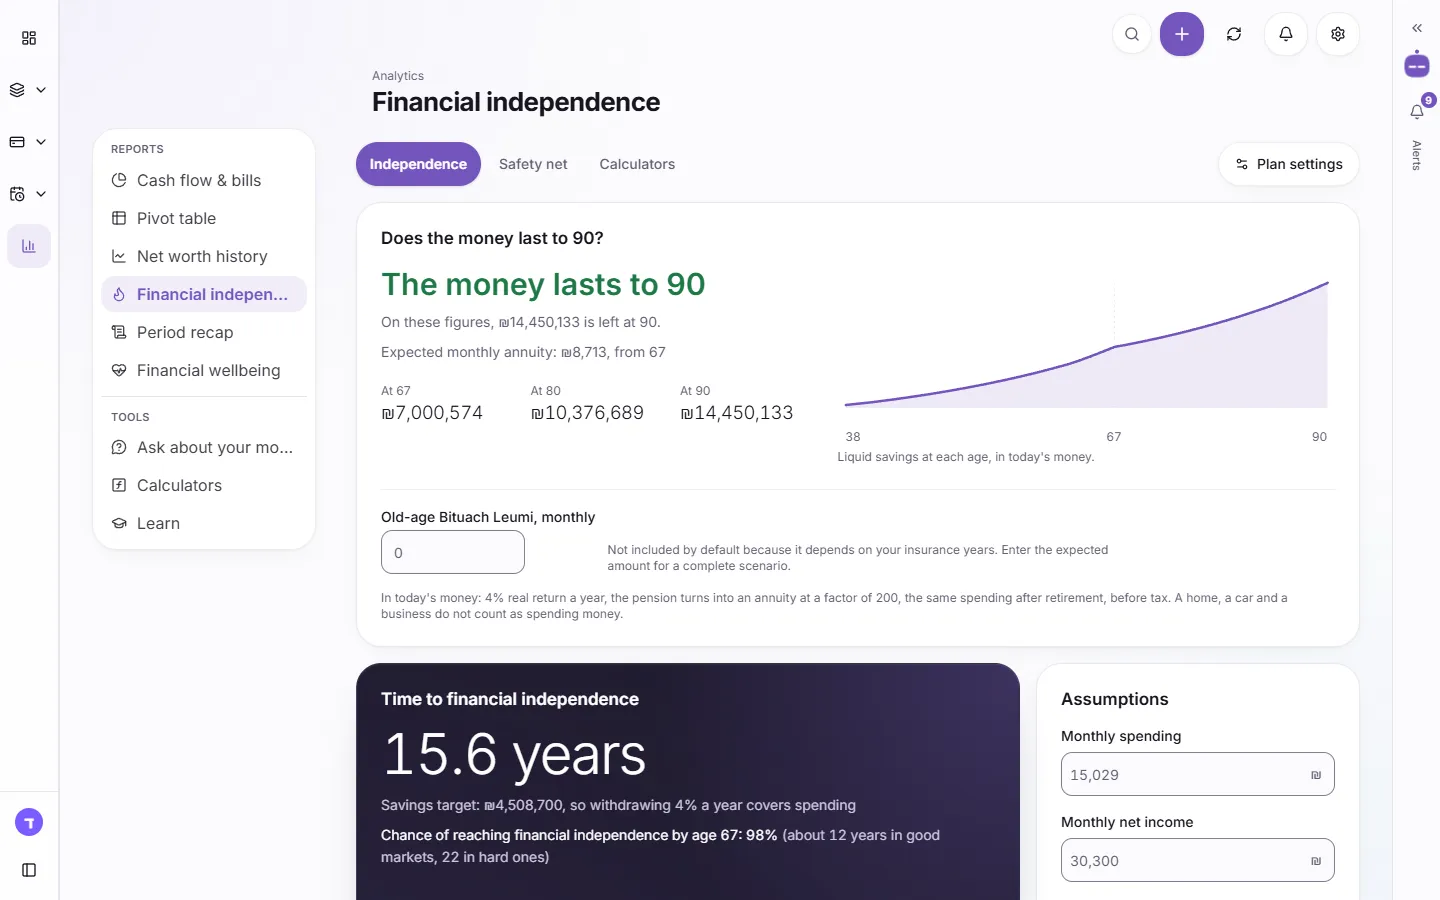 Analytics
Financial independence
REPORTS
Cash flow & bills
Pivot table
Net worth history
Financial indepen...
Period recap
Financial wellbeing
TOOLS
Ask about your mo...
Calculators
Learn
Independence
Safety net
Calculators
Plan settings
Does the money last to 90?
The money lasts to 90
On these figures, ₪14,450,133 is left at 90.
Expected monthly annuity: ₪8,713, from 67
At 67
₪7,000,574
At 80
₪10,376,689
At 90
₪14,450,133
38
67
90
Liquid savings at each age, in today's money.
Old-age Bituach Leumi, monthly
0
Not included by default because it depends on your insurance years. Enter the expected
amount for a complete scenario.
In today's money: 4% real return a year, the pension turns into an annuity at a factor of 200, the same spending after retirement, before tax. A home, a car and a
business do not count as spending money.
Time to financial independence
15.6 years
Savings target: ₪4,508,700, so withdrawing 4% a year covers spending
Chance of reaching financial independence by age 67: 98% (about 12 years in good
markets, 22 in hard ones)
Assumptions
Monthly spending
15,029 ₪
Monthly net income
30,300 ₪
9
Alerts